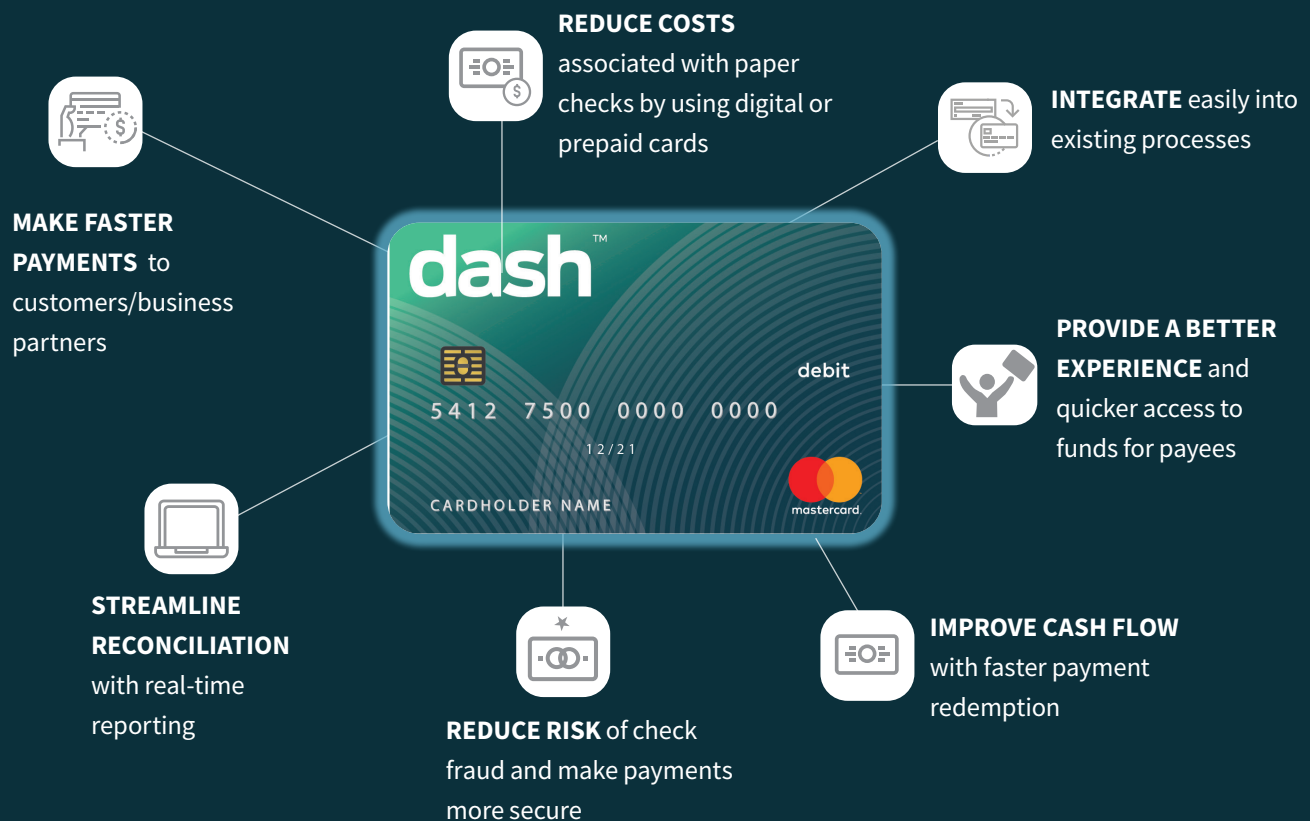 REDUCE COSTS
associated with paper
checks by using digital or
prepaid cards
INTEGRATE easily into
existing processes
MAKE FASTER
PAYMENTS to
customers/business
partners
dash™
debit
5412 7500 0000 0000
12/21
CARDHOLDER NAME
mastercard.
PROVIDE A BETTER
EXPERIENCE and
quicker access to
funds for payees
STREAMLINE
RECONCILIATION
with real-time
reporting
REDUCE RISK of check
fraud and make payments
more secure
IMPROVE CASH FLOW
with faster payment
redemption